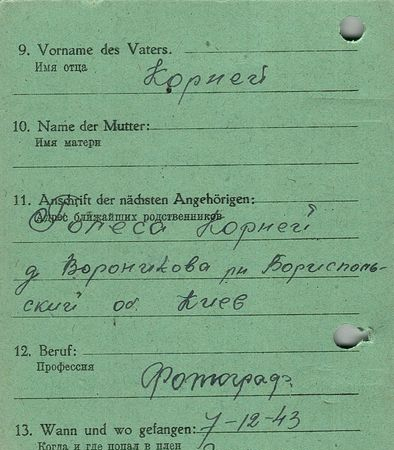 9. Vorname des Vaters.
Имя отца
Корней
10. Name der Mutter:
Имя матери
11. Anschrift der nächsten Angehörigen:
Адрес ближайших родственников
Корней
д Вороникова рн Бориспольский об Киев
12. Beruf:
Профессия
Фотограф
13. Wann und wo gefangen: 7-12-43
Когда и где попал в плен